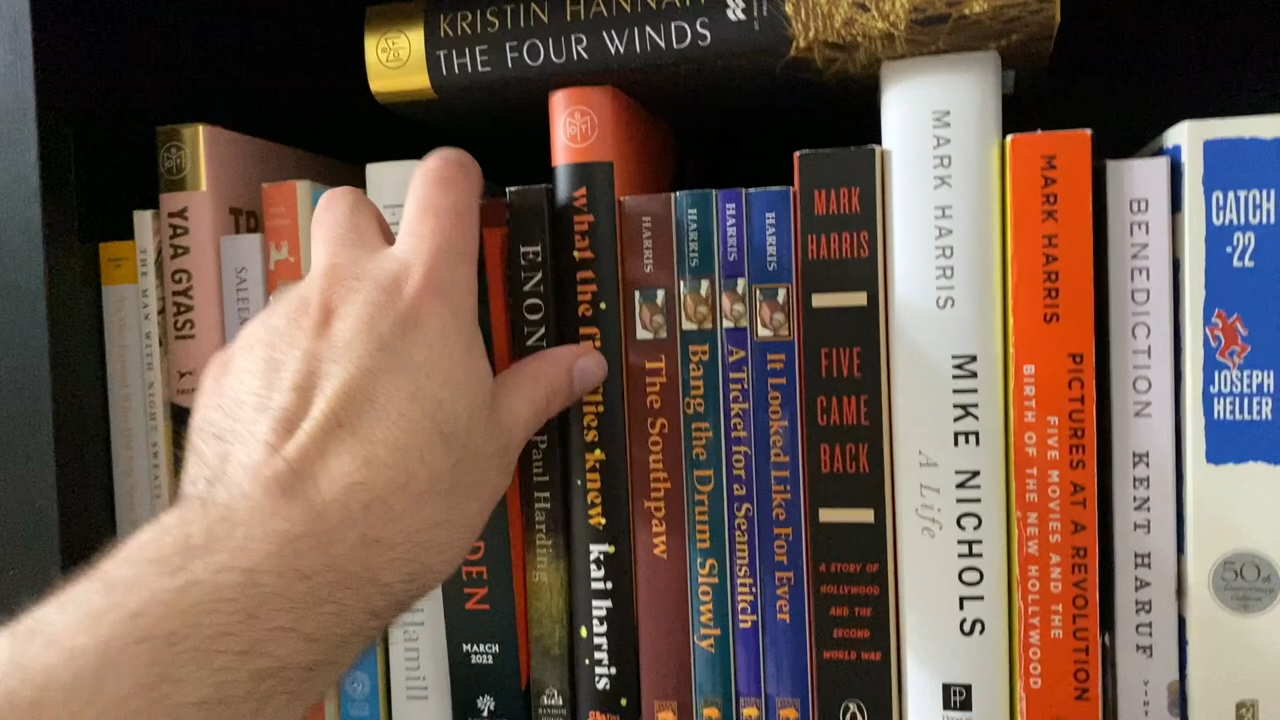 KRISTIN HANNAH
THE FOUR WINDS
THE MAN WITH NIGHT SWEATS
YAA GYASI
DEN
MARCH
2022
Hamill
ENON
Paul Harding
what the fi llies knew kai harris
HARRIS
The Southpaw
HARRIS
Bang the Drum Slowly
HARRIS
A Ticket for a Seamstitch
HARRIS
It Looked Like For Ever
MARK
HARRIS
FIVE
CAME
BACK
A STORY OF
HOLLYWOOD
AND THE
SECOND
WORLD WAR
MARK HARRIS
MIKE NICHOLS
A Life
MARK HARRIS
PICTURES AT A REVOLUTION
FIVE MOVIES AND THE
BIRTH OF THE NEW HOLLYWOOD
BENEDICTION KENT HARUF
CATCH
-22
JOSEPH
HELLER
50th
Anniversary
Edition